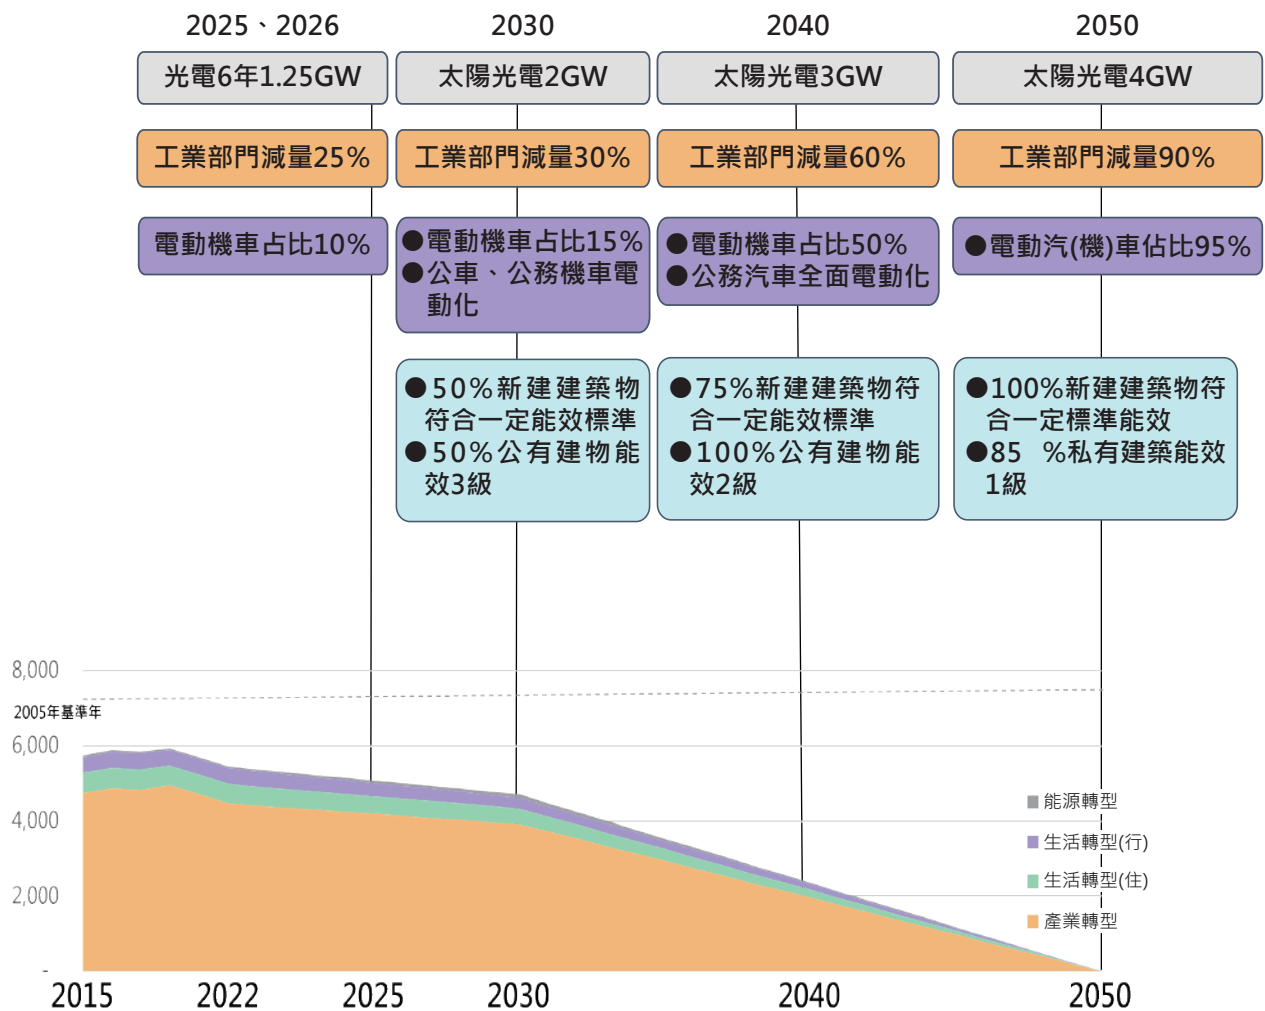 2025、2026
2030
2040
2050
光電6年1.25GW
太陽光電2GW
太陽光電3GW
太陽光電4GW
工業部門減量25%
工業部門減量30%
工業部門減量60%
工業部門減量90%
電動機車占比10%
●電動機車占比15%
●公車、公務機車電
動化
●電動機車占比50%
●公務汽車全面電動化
●電動汽(機)車佔比95%
●50%新建建築物
符合一定能效標準
●50%公有建物能
效3級
●75%新建建築物符
合一定能效標準
●100%公有建物能
效2級
●100%新建建築物符
合一定標準能效
●85 %私有建築能效
1級
8,000
2005年基準年
6,000
4,000
2,000
-
能源轉型
生活轉型(行)
生活轉型(住)
產業轉型
2015
2022
2025
2030
2040
2050